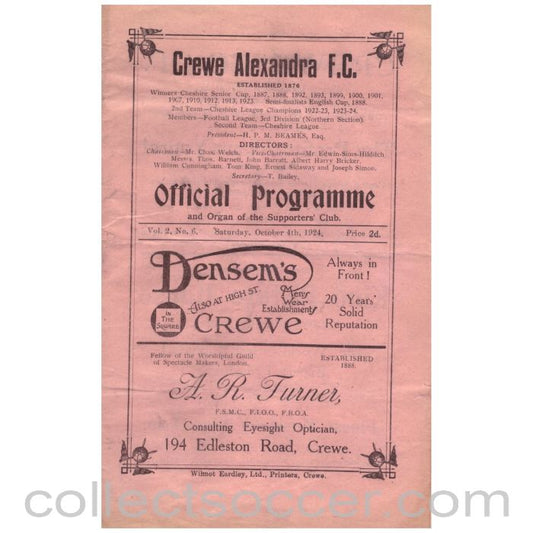 Crewe Alexandra F.C.
ESTABLISHED 1876
Winners Cheshire Senior Cup, 1887, 1888, 1892, 1893, 1899, 1900, 1901,
1907, 1910, 1912, 1913, 1923. Semi-finalists English Cup, 1888.
2nd Team—Cheshire League Champions 1922-23, 1923-24.
Members—Football League, 3rd Division (Northern Section).
Second Team—Cheshire League
President—H. P. M. BEAMES, Esq.
DIRECTORS:
Chairman—Mr. Chas. Welch. Vice-Chairman—Mr. Edwin-Sims-Hilditch.
Messrs. Thos. Barnett, John Barratt, Albert Harry Bricker,
William Cunningham, Tom King, Ernest Sidaway and Joseph Simon.
Secretary—T. Bailey.
Official Programme
and Organ of the Supporters' Club.
Vol. 2, No. 6. Saturday, October 4th, 1924. Price 2d.
Densem's
ALSO AT HIGH ST.
Mens Wear Establishments
IN THE SQUARE
CREWE
Always in Front !
20 Years' Solid Reputation
Fellow of the Worshipful Guild
of Spectacle Makers, London.
ESTABLISHED 1888.
A. R. Turner,
F.S.M.C., F.I.O.O., F.B.O.A.
Consulting Eyesight Optician,
194 Edleston Road, Crewe.
Wilmot Eardley, Ltd., Printers, Crewe.
collectsoccer.com